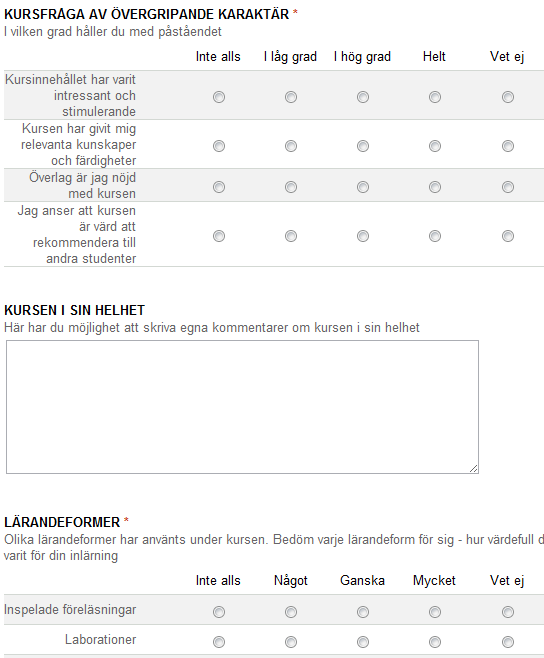 KURSFRÅGA AV ÖVERGRIPANDE KARAKTÄR *
I vilken grad håller du med påståendet
Inte alls I låg grad I hög grad Helt Vet ej
Kursinnehållet har varit
intressant och
stimulerande
Kursen har givit mig
relevanta kunskaper
och färdigheter
Överlag är jag nöjd
med kursen
Jag anser att kursen
är värd att
rekommendera till
andra studenter
KURSEN I SIN HELHET
Här har du möjlighet att skriva egna kommentarer om kursen i sin helhet
LÄRANDEFORMER *
Olika lärandeformer har använts under kursen. Bedöm varje lärandeform för sig - hur värdefull d
varit för din inlärning
Inte alls Något Ganska Mycket Vet ej
Inspelade föreläsningar
Laborationer